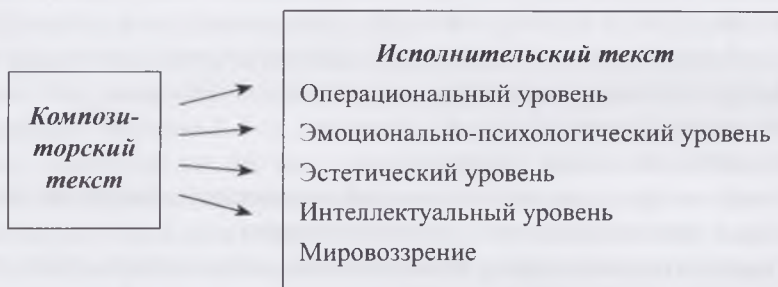 Компози-
торский
текст
Исполнительский текст
Операциональный уровень
Эмоционально-психологический уровень
Эстетический уровень
Интеллектуальный уровень
Мировоззрение